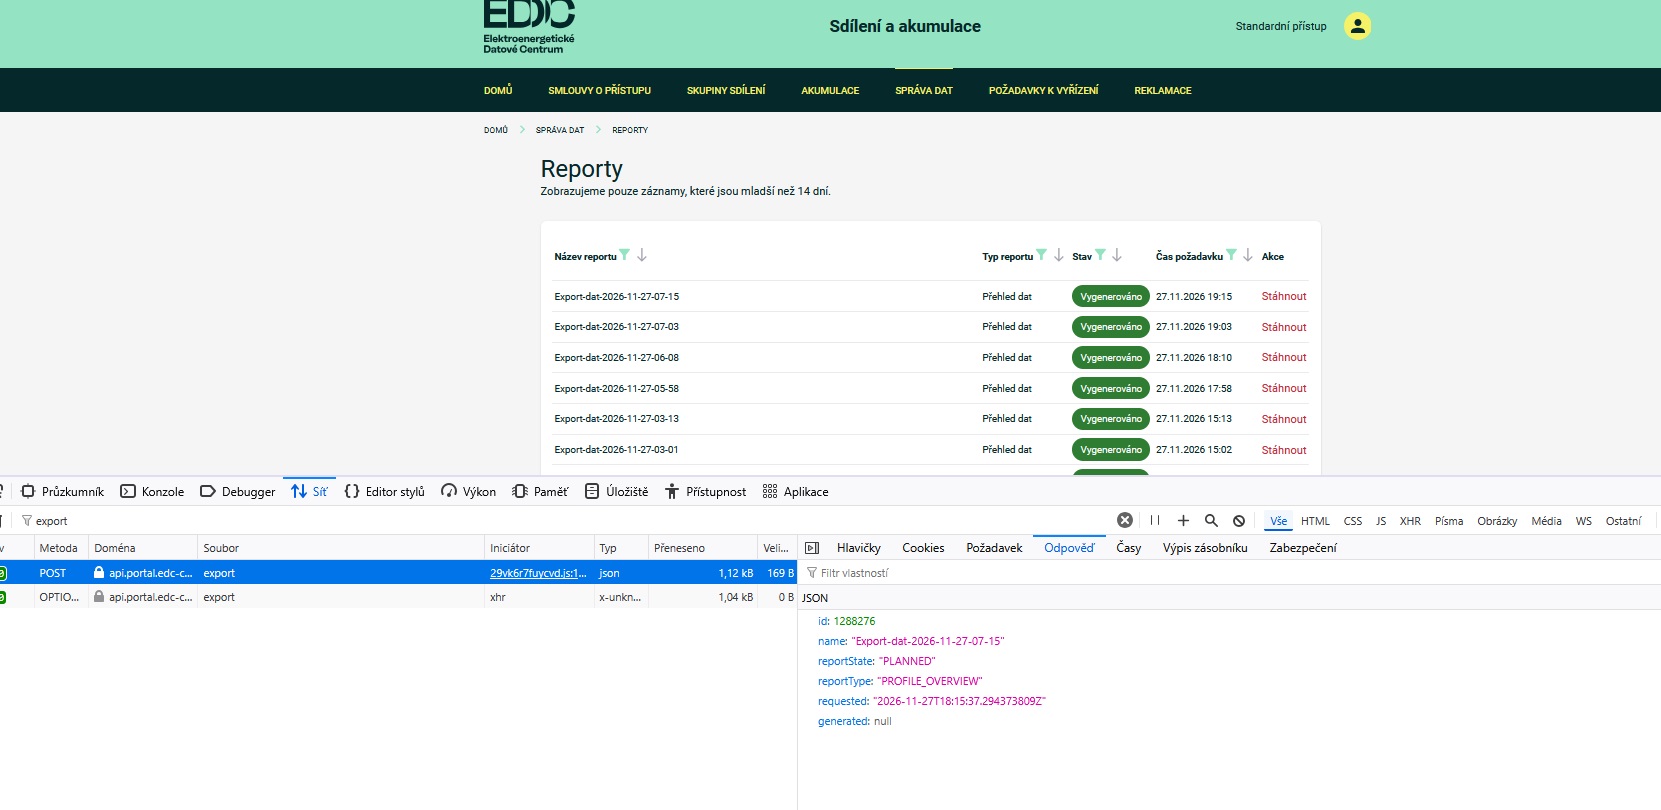 EDC
Elektroenergetické
Datové Centrum
Sdílení a akumulace
Standardní přístup
DOMŮ SMLOUVY O PŘÍSTUPU SKUPINY SDÍLENÍ AKUMULACE SPRÁVA DAT POŽADAVKY K VYŘÍZENÍ REKLAMACE
DOMŮ SPRÁVA DAT REPORTY
Reporty
Zobrazujeme pouze záznamy, které jsou mladší než 14 dní.
Název reportu Typ reportu Stav Čas požadavku Akce
Export-dat-2026-11-27-07-15 Přehled dat Vygenerováno 27.11.2026 19:15 Stáhnout
Export-dat-2026-11-27-07-03 Přehled dat Vygenerováno 27.11.2026 19:03 Stáhnout
Export-dat-2026-11-27-06-08 Přehled dat Vygenerováno 27.11.2026 18:10 Stáhnout
Export-dat-2026-11-27-05-58 Přehled dat Vygenerováno 27.11.2026 17:58 Stáhnout
Export-dat-2026-11-27-03-13 Přehled dat Vygenerováno 27.11.2026 15:13 Stáhnout
Export-dat-2026-11-27-03-01 Přehled dat Vygenerováno 27.11.2026 15:02 Stáhnout
Průzkumník Konzole Debugger Síť Editor stylů Výkon Paměť Úložiště Přístupnost Aplikace
export Vše HTML CSS JS XHR Písma Obrázky Média WS Ostatní
v Metoda Doména Soubor Iniciátor Typ Přeneseno Veli...
POST api.portal.edc-c... export 29vk6r7fuycvd.js:1... json 1,12 kB 169 B
OPTIO... api.portal.edc-c... export xhr x-unkn... 1,04 kB 0 B
Hlavičky Cookies Požadavek Odpověď Časy Výpis zásobníku Zabezpečení
Filtr vlastností
JSON
id: 1288276
name: "Export-dat-2026-11-27-07-15"
reportState: "PLANNED"
reportType: "PROFILE_OVERVIEW"
requested: "2026-11-27T18:15:37.294373809Z"
generated: null